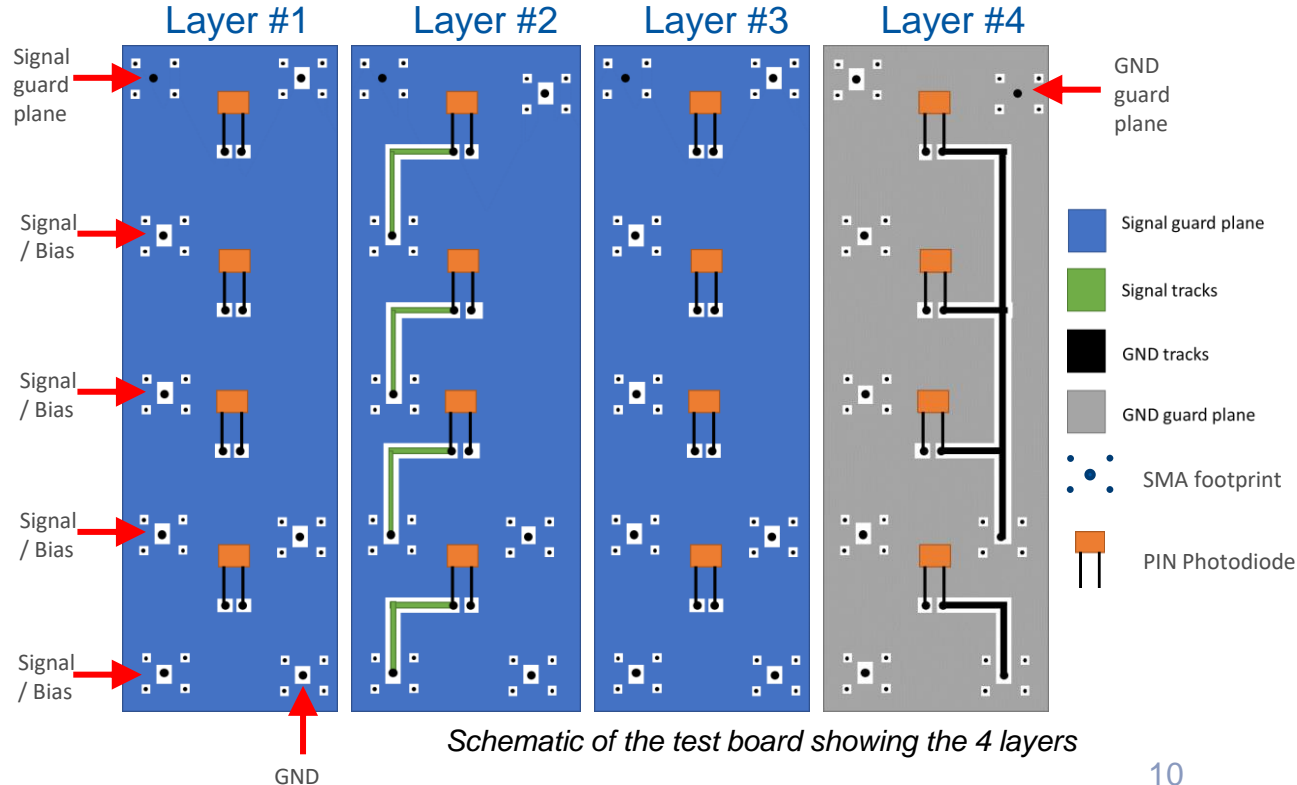 Layer #1
Layer #2
Layer #3
Layer #4
Signal
guard
plane
GND
guard
plane
Signal
/ Bias
Signal
/ Bias
Signal
/ Bias
Signal
/ Bias
GND
Signal guard plane
Signal tracks
GND tracks
GND guard plane
SMA footprint
PIN Photodiode
Schematic of the test board showing the 4 layers
10